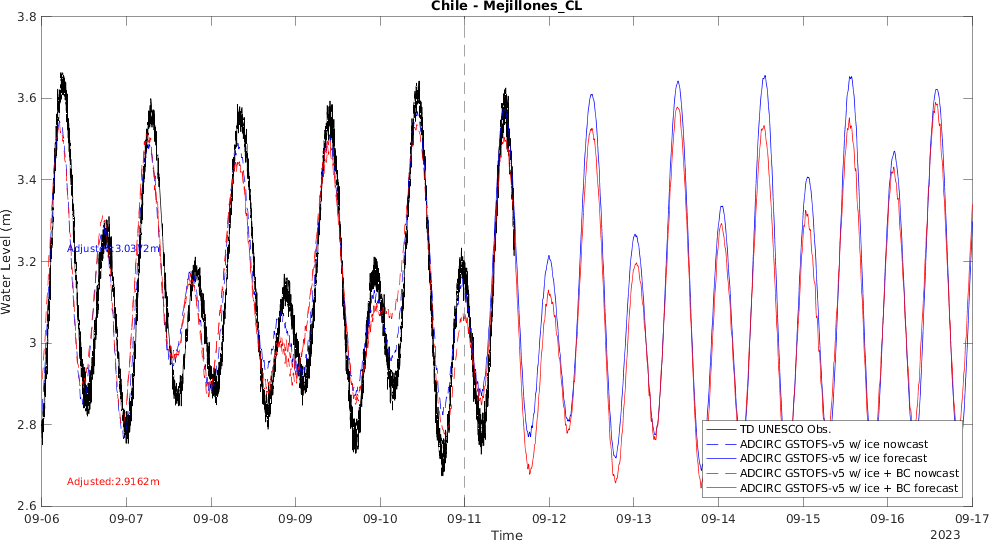 Chile - Mejillones_CL
3.8
3.6
3.4
3.2
3
2.8
2.6
Water Level (m)
Adjusted:3.0372m
Adjusted:2.9162m
TD UNESCO Obs.
ADCIRC GSTOFS-v5 w/ ice nowcast
ADCIRC GSTOFS-v5 w/ ice forecast
ADCIRC GSTOFS-v5 w/ ice + BC nowcast
ADCIRC GSTOFS-v5 w/ ice + BC forecast
09-06 09-07 09-08 09-09 09-10 09-11 09-12 09-13 09-14 09-15 09-16 09-17
Time
2023